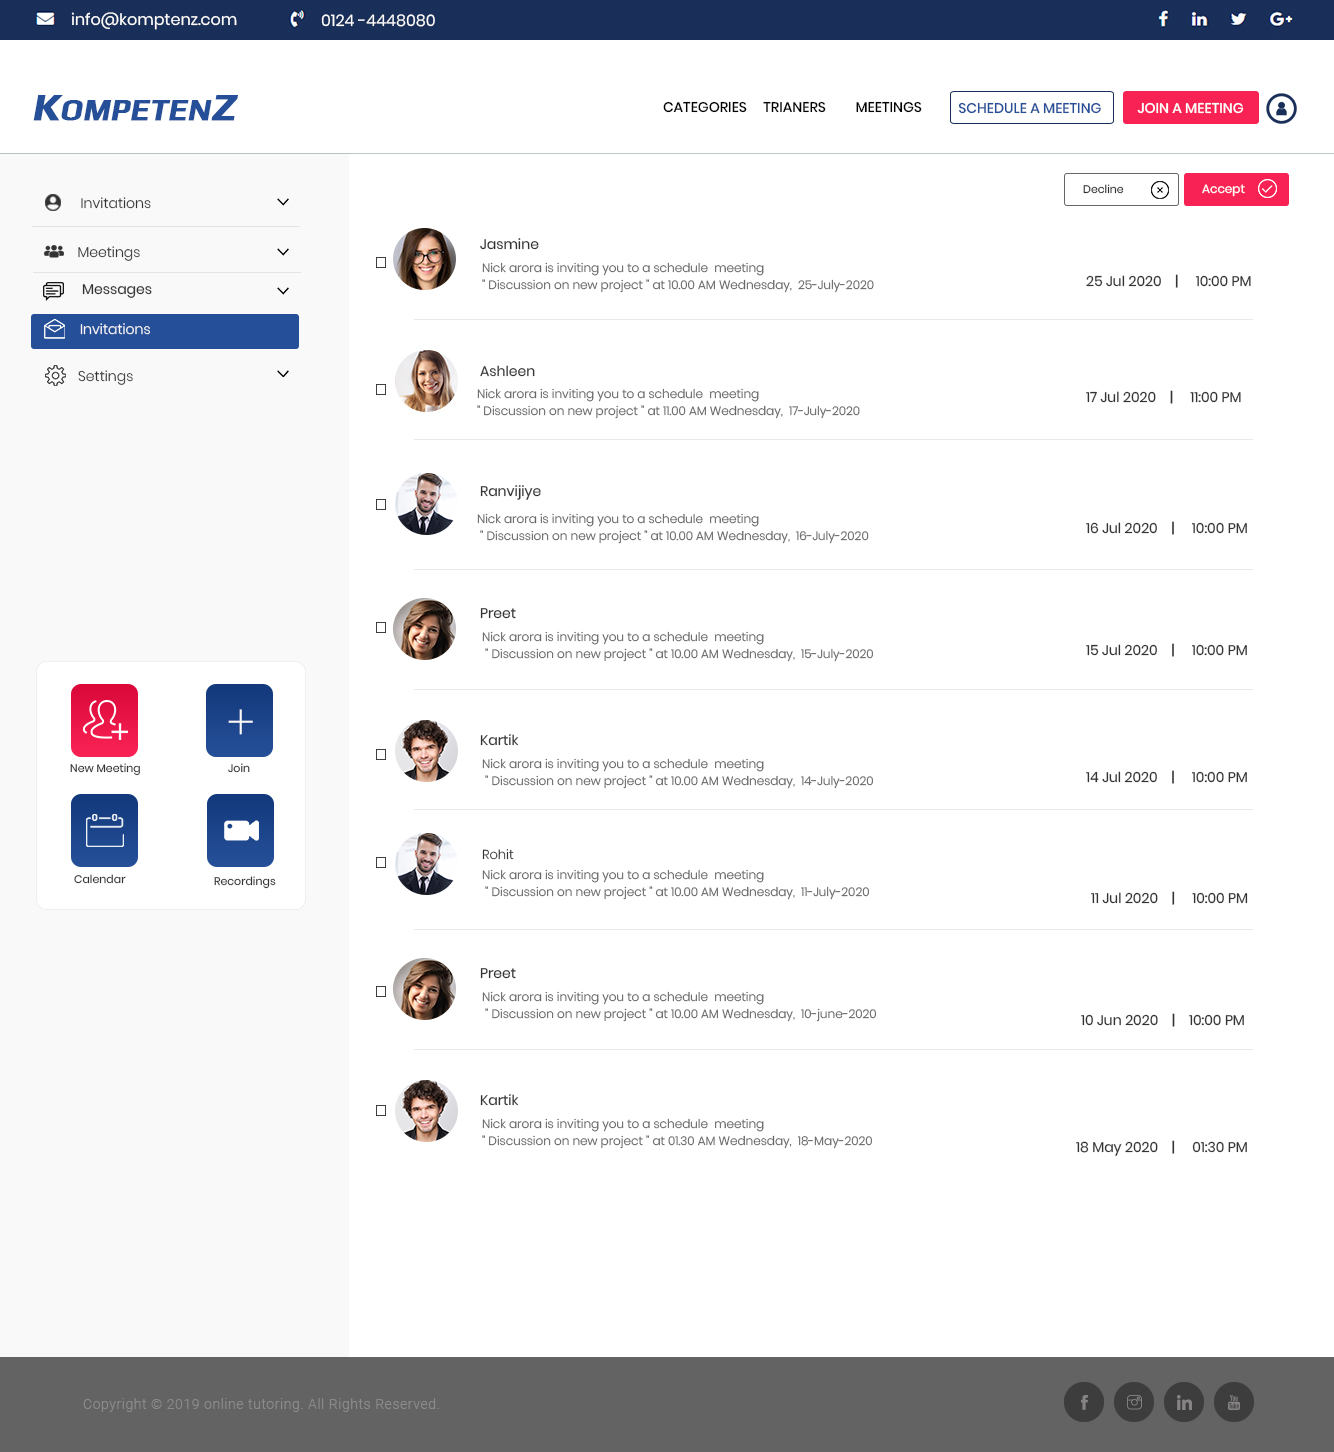 info@komptenz.com
0124 -4448080
KOMPETENZ
CATEGORIES
TRIANERS
MEETINGS
SCHEDULE A MEETING
JOIN A MEETING
Invitations
Meetings
Messages
Invitations
Settings
New Meeting
Join
Calendar
Recordings
Decline
Accept
Jasmine
Nick arora is inviting you to a schedule meeting
" Discussion on new project " at 10.00 AM Wednesday, 25-July-2020
25 Jul 2020 | 10:00 PM
Ashleen
Nick arora is inviting you to a schedule meeting
" Discussion on new project " at 11.00 AM Wednesday, 17-July-2020
17 Jul 2020 | 11:00 PM
Ranvijiye
Nick arora is inviting you to a schedule meeting
" Discussion on new project " at 10.00 AM Wednesday, 16-July-2020
16 Jul 2020 | 10:00 PM
Preet
Nick arora is inviting you to a schedule meeting
" Discussion on new project " at 10.00 AM Wednesday, 15-July-2020
15 Jul 2020 | 10:00 PM
Kartik
Nick arora is inviting you to a schedule meeting
" Discussion on new project " at 10.00 AM Wednesday, 14-July-2020
14 Jul 2020 | 10:00 PM
Rohit
Nick arora is inviting you to a schedule meeting
" Discussion on new project " at 10.00 AM Wednesday, 11-July-2020
11 Jul 2020 | 10:00 PM
Preet
Nick arora is inviting you to a schedule meeting
" Discussion on new project " at 10.00 AM Wednesday, 10-june-2020
10 Jun 2020 | 10:00 PM
Kartik
Nick arora is inviting you to a schedule meeting
" Discussion on new project " at 01.30 AM Wednesday, 18-May-2020
18 May 2020 | 01:30 PM
Copyright © 2019 online tutoring. All Rights Reserved.